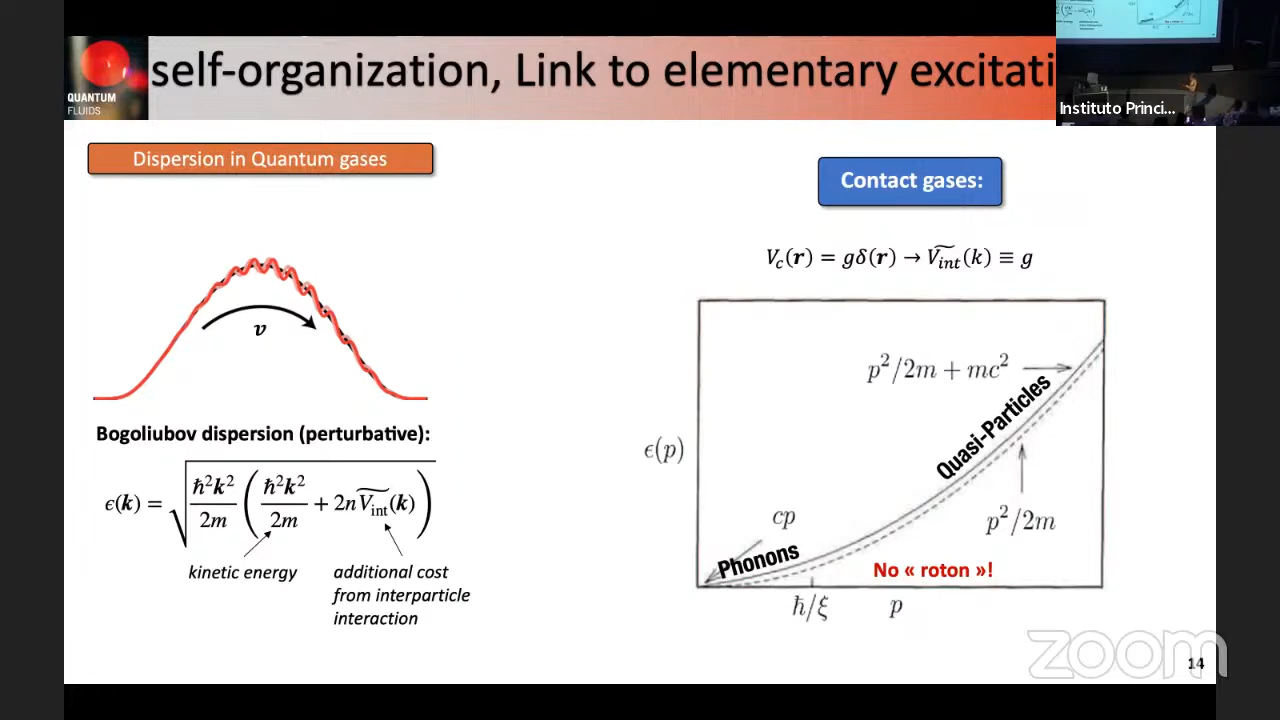 self-organization, Link to elementary excitati
QUANTUM
FLUIDS
Instituto Princi...
Dispersion in Quantum gases
v
Bogoliubov dispersion (perturbative):
ϵ(k) = √(ħ²k²/2m (ħ²k²/2m + 2n Ṽ_int(k)))
kinetic energy
additional cost
from interparticle
interaction
Contact gases:
V_c(r) = gδ(r) → Ṽ_int(k) ≡ g
p²/2m + mc²
Quasi-Particles
ϵ(p)
cp
p²/2m
Phonons
No « roton »!
ħ/ξ
p
zoom
14